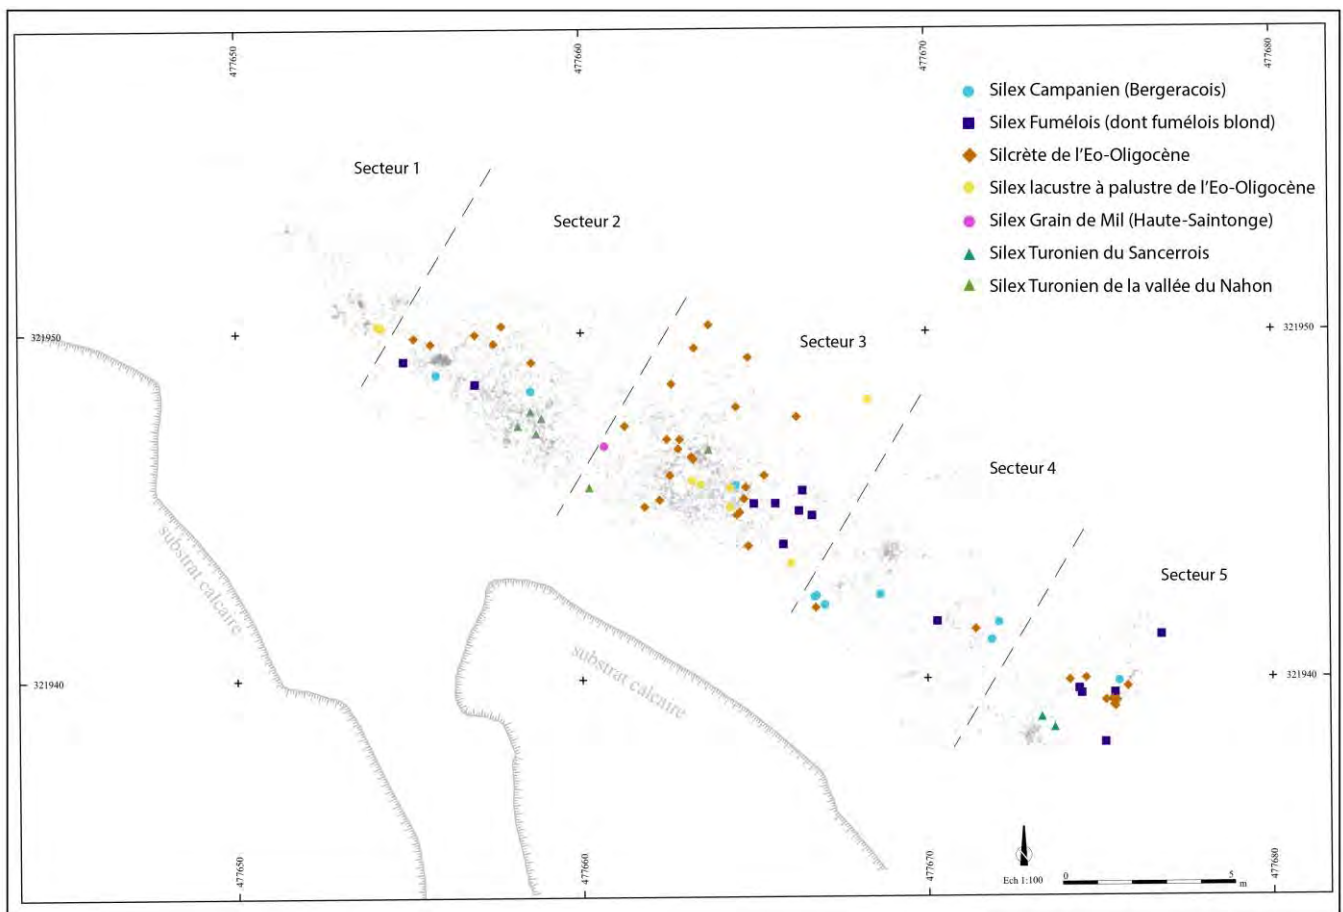 477650
477660
477670
477680
Silex Campanien (Bergeracois)
Silex Fumélois (dont fumélois blond)
Silcrète de l'Eo-Oligocène
Silex lacustre à palustre de l'Eo-Oligocène
Silex Grain de Mil (Haute-Saintonge)
Silex Turonien du Sancerrois
Silex Turonien de la vallée du Nahon
Secteur 1
Secteur 2
321950
321950
Secteur 3
Secteur 4
Secteur 5
substrat calcaire
substrat calcaire
321940
321940
477650
477660
477670
477680
N
Ech 1:100
0
5
m